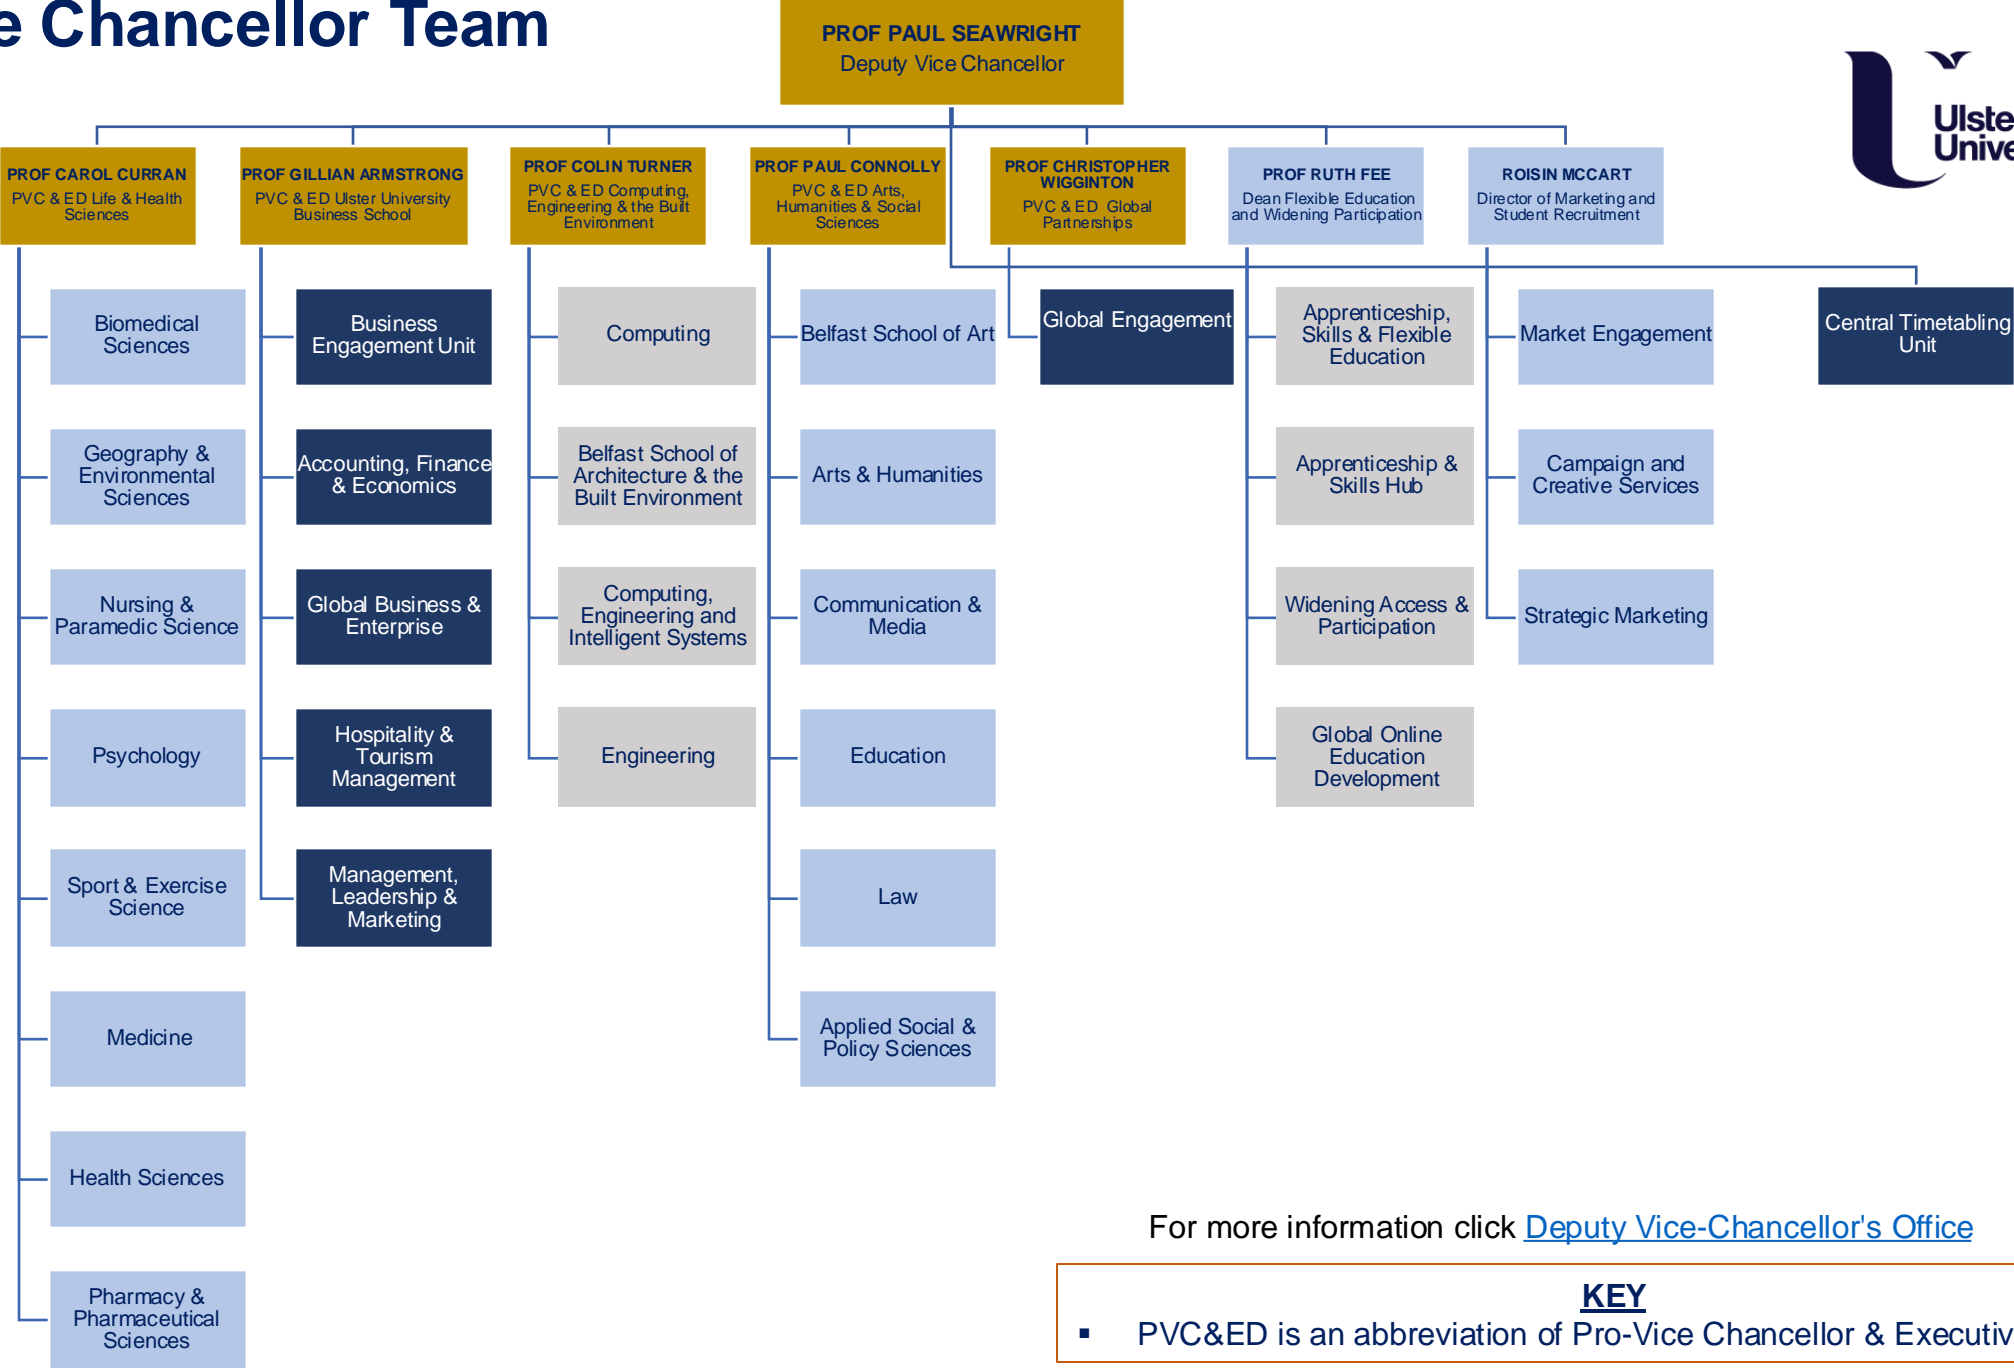 e Chancellor Team
PROF PAUL SEAWRIGHT
Deputy Vice Chancellor
Ulste
Unive
PROF CAROL CURRAN
PVC & ED Life & Health
Sciences
PROF GILLIAN ARMSTRONG
PVC & ED Ulster University
Business School
PROF COLIN TURNER
PVC & ED Computing,
Engineering & the Built
Environment
PROF PAUL CONNOLLY
PVC & ED Arts,
Humanities & Social
Sciences
PROF CHRISTOPHER
WIGGINTON
PVC & ED Global
Partnerships
PROF RUTH FEE
Dean Flexible Education
and Widening Participation
ROISIN MCCART
Director of Marketing and
Student Recruitment
Biomedical
Sciences
Geography &
Environmental
Sciences
Nursing &
Paramedic Science
Psychology
Sport & Exercise
Science
Medicine
Health Sciences
Pharmacy &
Pharmaceutical
Sciences
Business
Engagement Unit
Accounting, Finance
& Economics
Global Business &
Enterprise
Hospitality &
Tourism
Management
Management,
Leadership &
Marketing
Computing
Belfast School of
Architecture & the
Built Environment
Computing,
Engineering and
Intelligent Systems
Engineering
Belfast School of Art
Arts & Humanities
Communication &
Media
Education
Law
Applied Social &
Policy Sciences
Global Engagement
Apprenticeship,
Skills & Flexible
Education
Apprenticeship &
Skills Hub
Widening Access &
Participation
Global Online
Education
Development
Market Engagement
Campaign and
Creative Services
Strategic Marketing
Central Timetabling
Unit
For more information click Deputy Vice-Chancellor's Office
KEY
▪ PVC&ED is an abbreviation of Pro-Vice Chancellor & Executiv